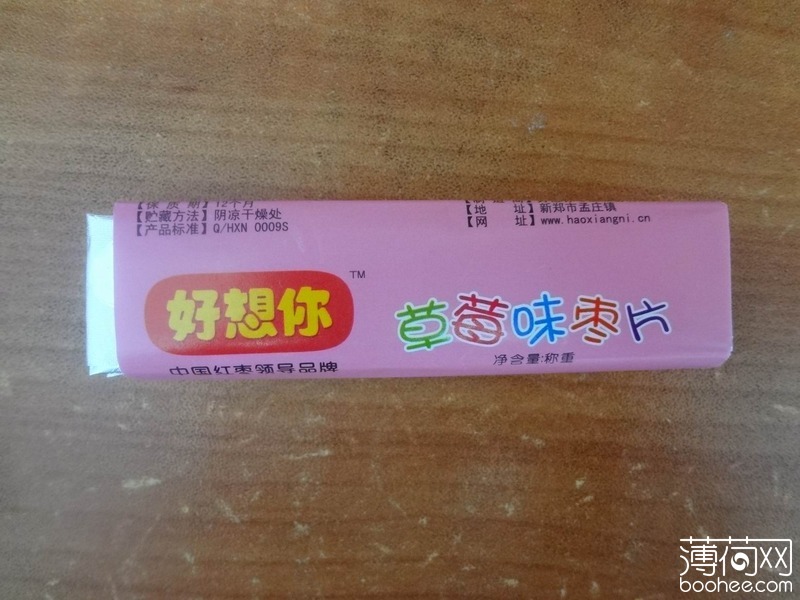 【保质期】12个月
【贮藏方法】阴凉干燥处
【产品标准】Q/HXN 0009S
【地 址】新郑市孟庄镇
【网 址】www.haoxiangni.cn
好想你 TM
中国红枣领导品牌
草莓味枣片
净含量:称重
薄荷网
boohee.com